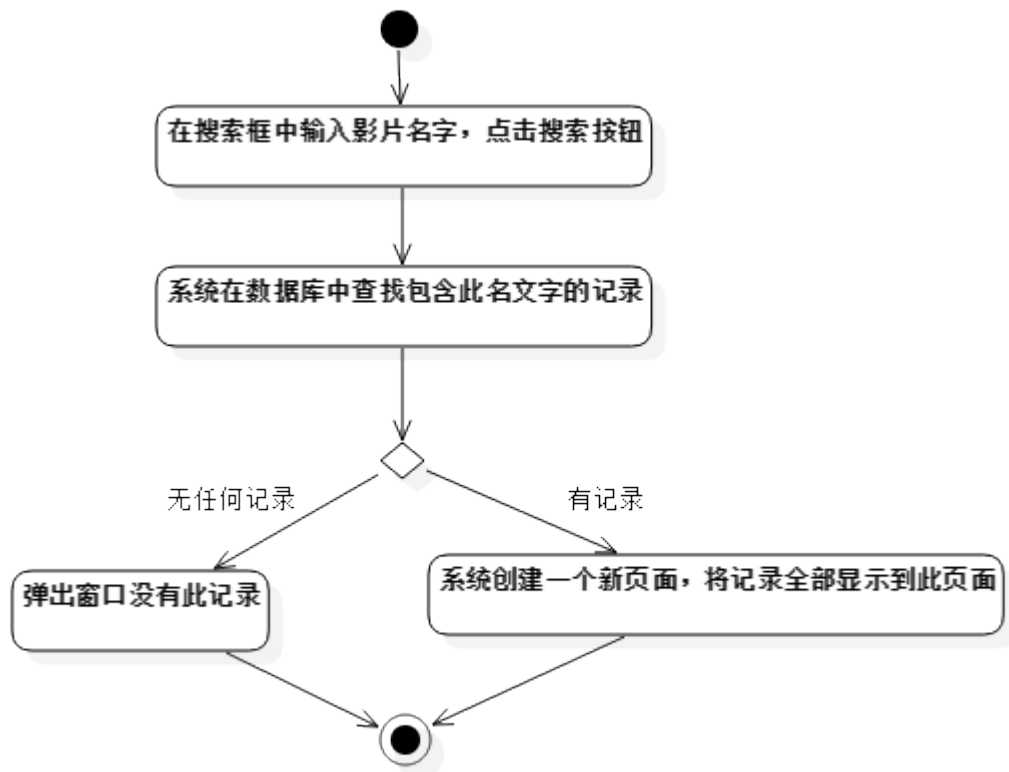 在搜索框中输入影片名字，点击搜索按钮
系统在数据库中查找包含此名文字的记录
无任何记录
有记录
弹出窗口没有此记录
系统创建一个新页面，将记录全部显示到此页面